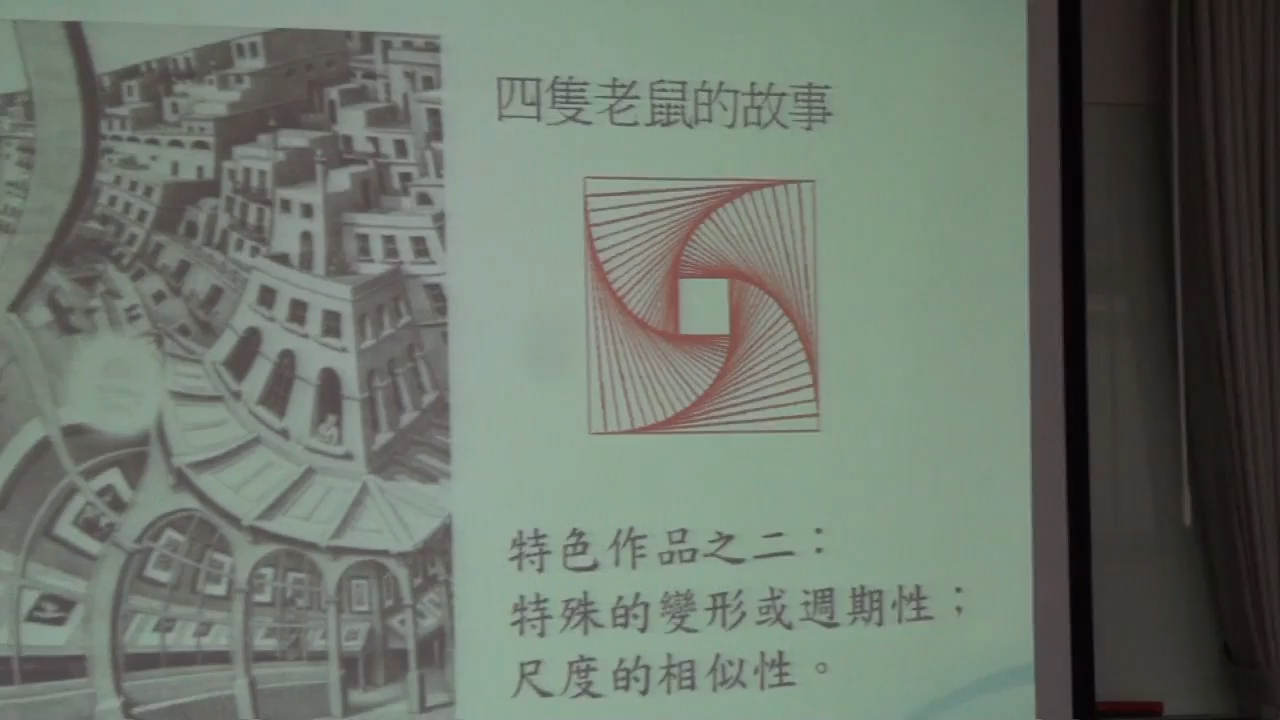 四隻老鼠的故事
特色作品之二：
特殊的變形或週期性；
尺度的相似性。